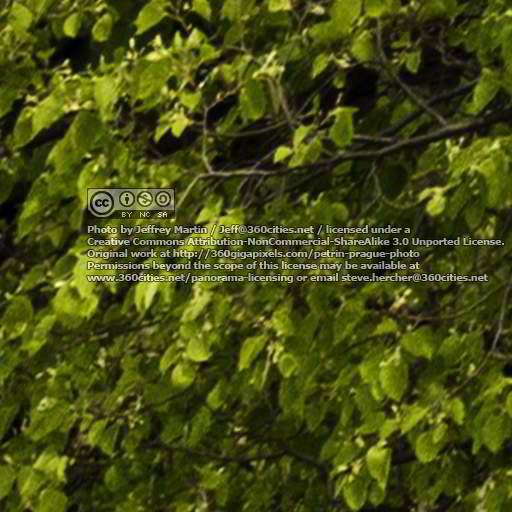 cc
BY NC SA
Photo by Jeffrey Martin / Jeff@360cities.net / licensed under a
Creative Commons Attribution-NonCommercial-ShareAlike 3.0 Unported License.
Original work at http://360gigapixels.com/petrin-prague-photo
Permissions beyond the scope of this license may be available at
www.360cities.net/panorama-licensing or email steve.hercher@360cities.net